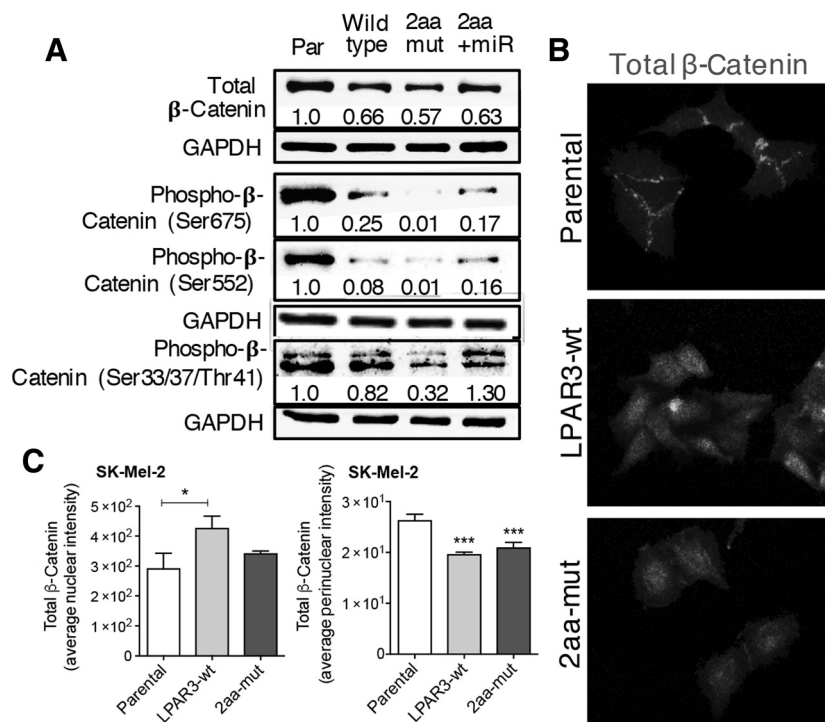 A
Par
Wild type
2aa mut
2aa +miR
Total
β-Catenin
1.0 0.66 0.57 0.63
GAPDH
Phospho-β-
Catenin (Ser675)
1.0 0.25 0.01 0.17
Phospho-β-
Catenin (Ser552)
1.0 0.08 0.01 0.16
GAPDH
Phospho-β-
Catenin (Ser33/37/Thr41)
1.0 0.82 0.32 1.30
GAPDH
B
Total β-Catenin
Parental
LPAR3-wt
2aa-mut
C
SK-Mel-2
Total β-Catenin
(average nuclear intensity)
5×10²
4×10²
3×10²
2×10²
1×10²
0
*
Parental
LPAR3-wt
2aa-mut
SK-Mel-2
Total β-Catenin
(average perinuclear intensity)
3×10¹
2×10¹
1×10¹
0
***
***
Parental
LPAR3-wt
2aa-mut